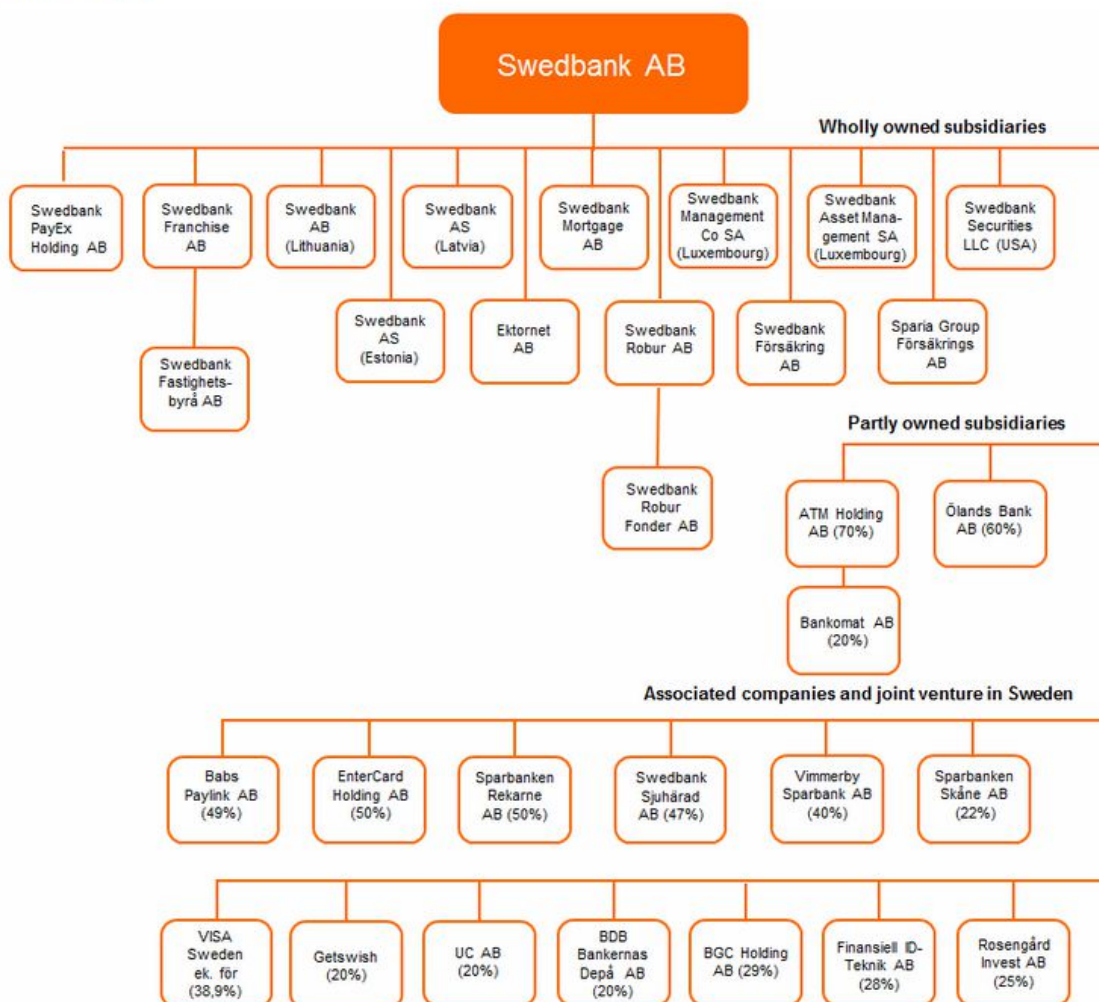 Swedbank AB
Wholly owned subsidiaries
Swedbank
PayEx
Holding AB
Swedbank
Franchise
AB
Swedbank
AB
(Lithuania)
Swedbank
AS
(Latvia)
Swedbank
Mortgage
AB
Swedbank
Management
Co SA
(Luxembourg)
Swedbank
Asset Mana-
gement SA
(Luxembourg)
Swedbank
Securities
LLC (USA)
Swedbank
Fastighets-
byrå AB
Swedbank
AS
(Estonia)
Ektornet
AB
Swedbank
Robur AB
Swedbank
Försäkring
AB
Sparia Group
Försäkrings
AB
Swedbank
Robur
Fonder AB
Partly owned subsidiaries
ATM Holding
AB (70%)
Ölands Bank
AB (60%)
Bankomat AB
(20%)
Associated companies and joint venture in Sweden
Babs
Paylink AB
(49%)
EnterCard
Holding AB
(50%)
Sparbanken
Rekarne
AB (50%)
Swedbank
Sjuhärad
AB (47%)
Vimmerby
Sparbank AB
(40%)
Sparbanken
Skåne AB
(22%)
VISA
Sweden
ek. för
(38,9%)
Getswish
(20%)
UC AB
(20%)
BDB
Bankernas
Depå AB
(20%)
BGC Holding
AB (29%)
Finansiell ID-
Teknik AB
(28%)
Rosengård
Invest AB
(25%)